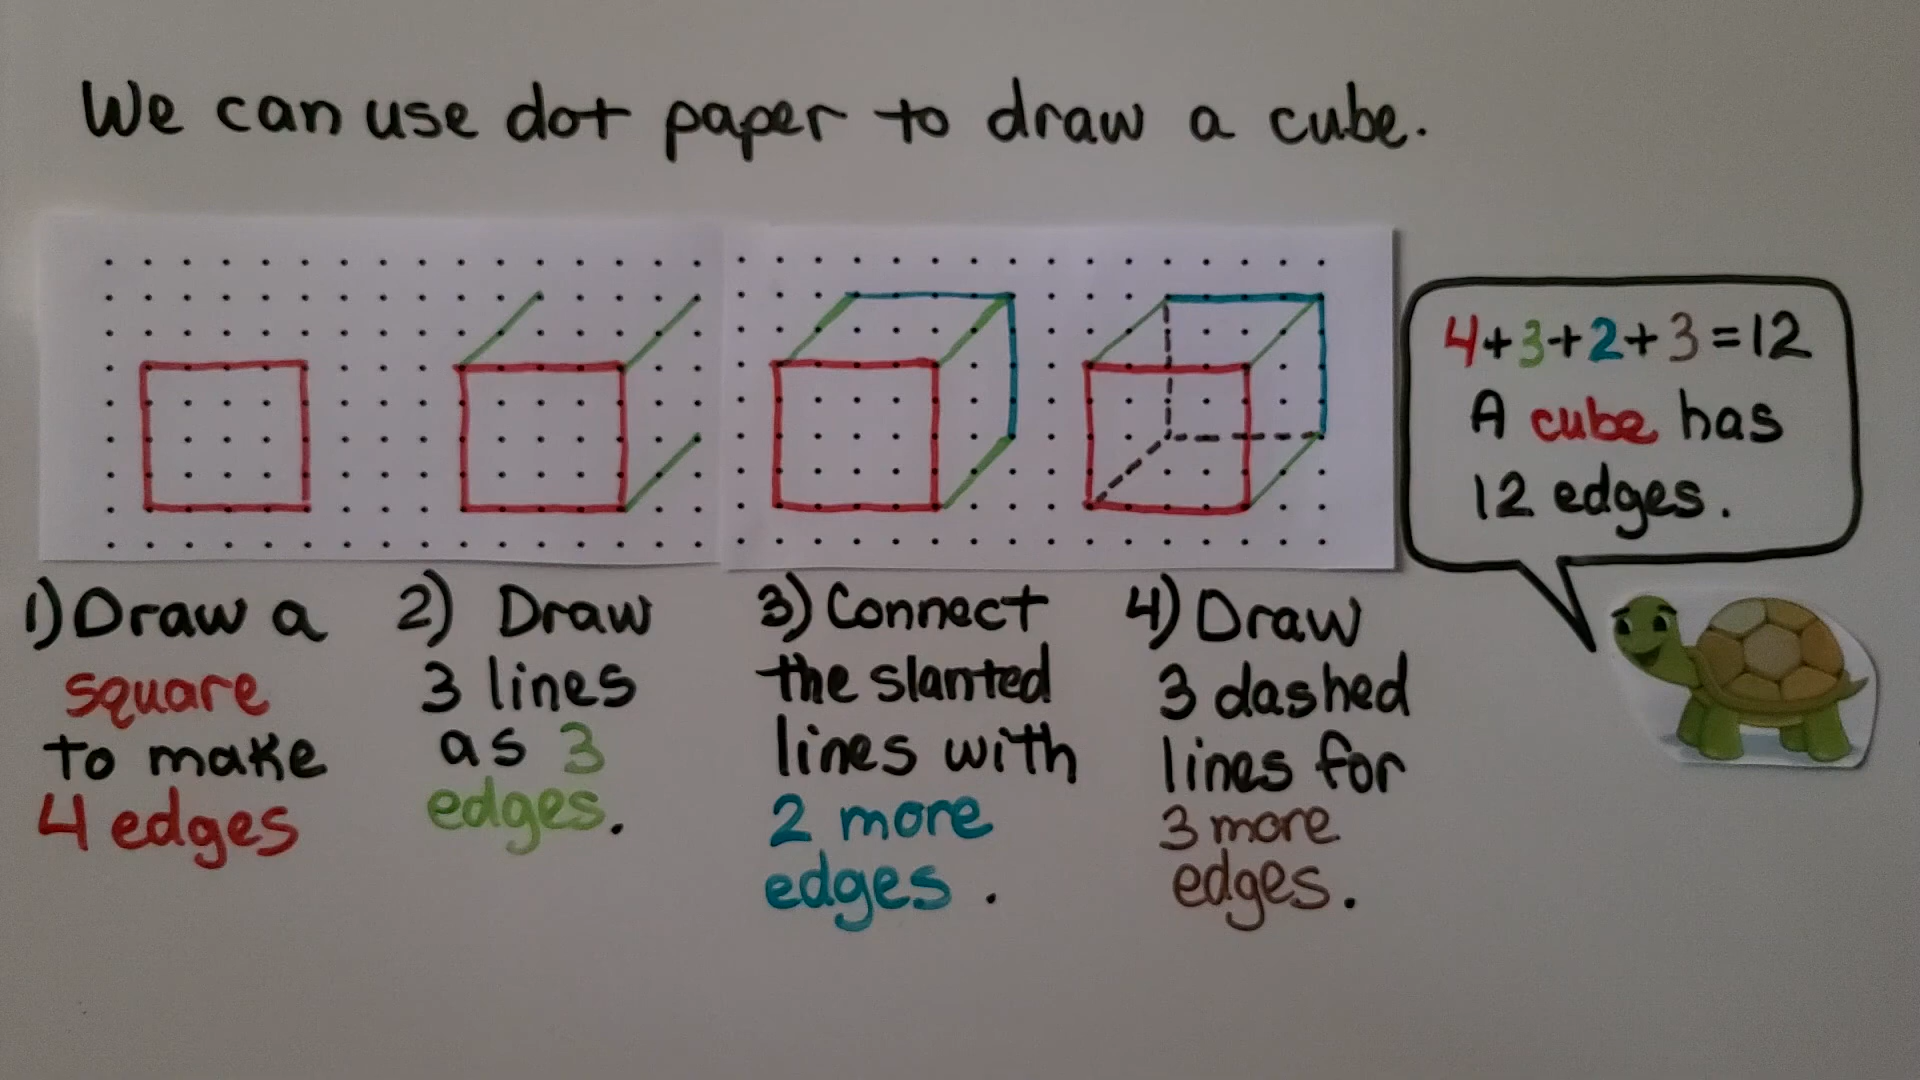 We can use dot paper to draw a cube.
4+3+2+3=12
A cube has
12 edges.
1) Draw a
square
to make
4 edges
2) Draw
3 lines
as 3
edges.
3) Connect
the slanted
lines with
2 more
edges.
4) Draw
3 dashed
lines for
3 more
edges.